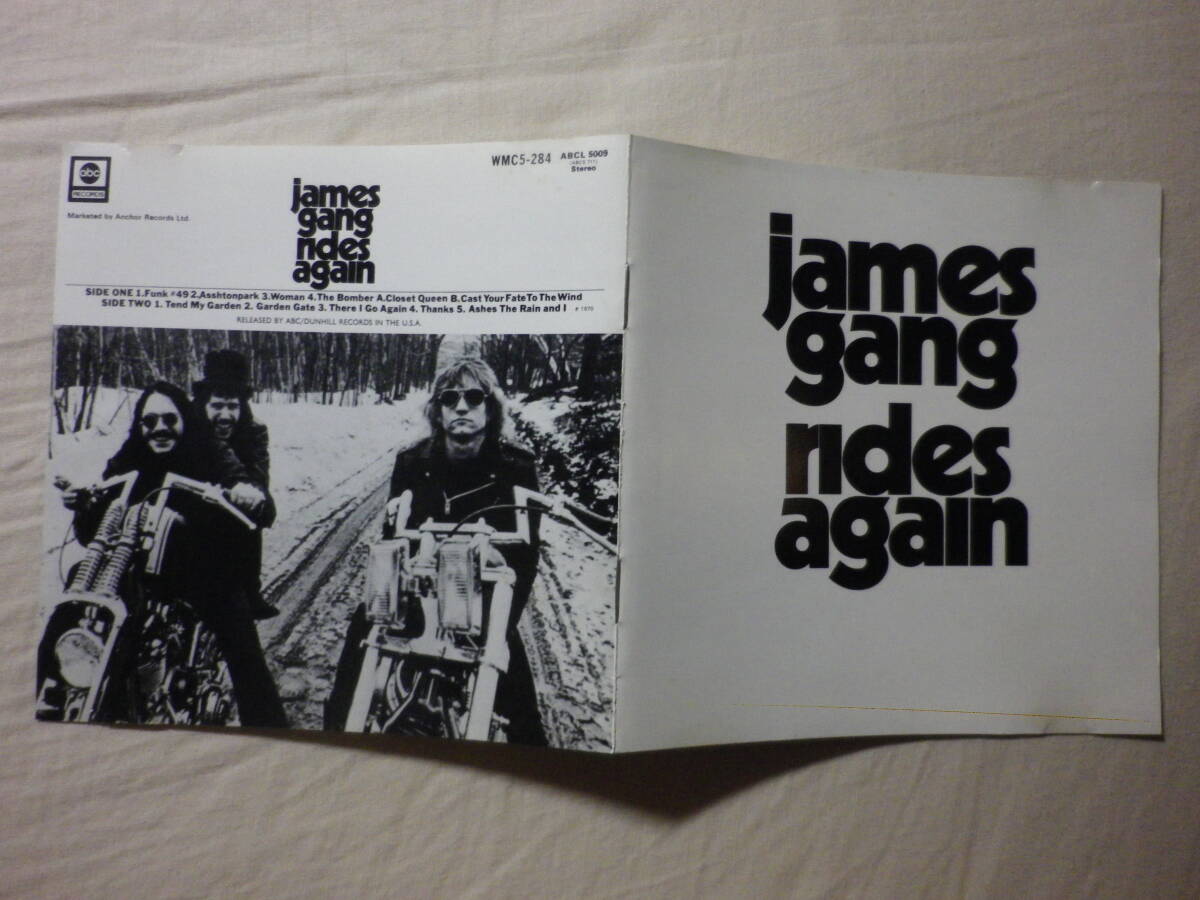 abc
RECORDS
Marketed by Anchor Records Ltd.
WMC5-284
ABCL 5009
(ABCS 711)
Stereo
james
gang
rides
again
SIDE ONE 1.Funk #49 2.Asshtonpark 3.Woman 4.The Bomber A.Closet Queen B.Cast Your Fate To The Wind
SIDE TWO 1. Tend My Garden 2. Garden Gate 3. There I Go Again 4. Thanks 5. Ashes The Rain and I ℗ 1970
RELEASED BY ABC/DUNHILL RECORDS IN THE U.S.A.
james
gang
rides
again